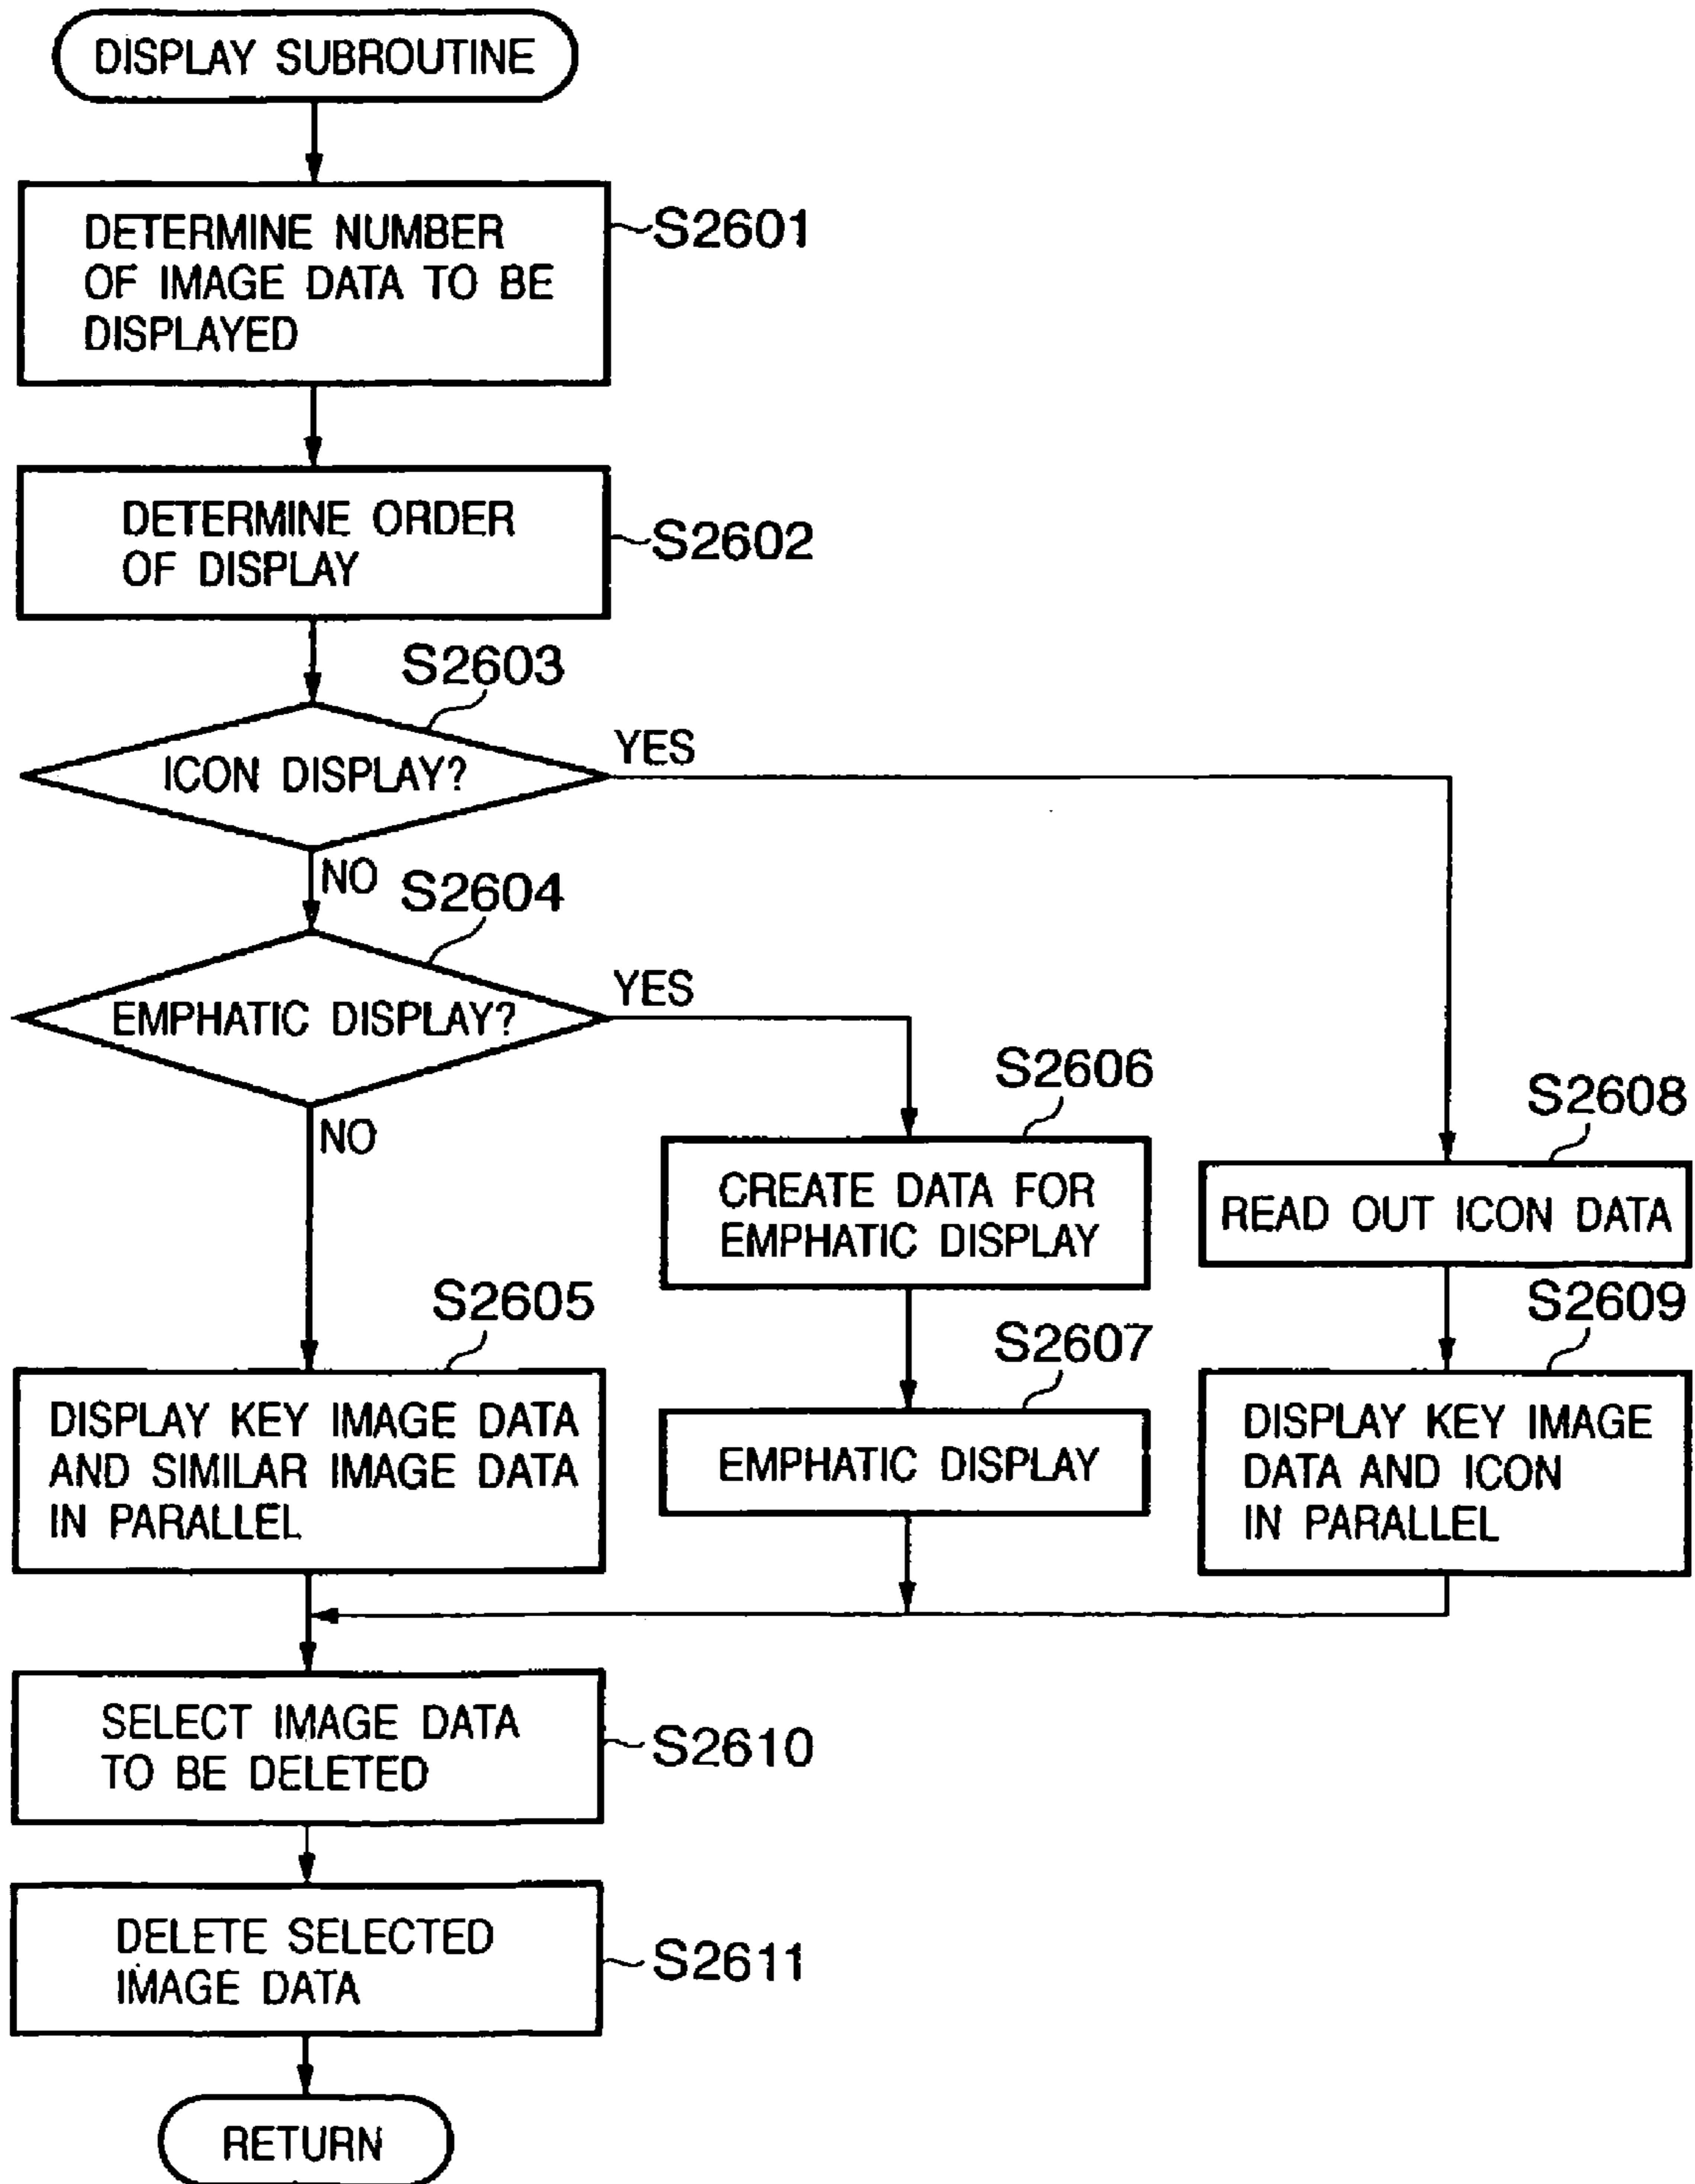 DISPLAY SUBROUTINE
DETERMINE NUMBER
OF IMAGE DATA TO BE
DISPLAYED
S2601
DETERMINE ORDER
OF DISPLAY
S2602
S2603
ICON DISPLAY?
YES
NO
S2604
EMPHATIC DISPLAY?
YES
NO
S2606
CREATE DATA FOR
EMPHATIC DISPLAY
S2608
READ OUT ICON DATA
S2605
DISPLAY KEY IMAGE DATA
AND SIMILAR IMAGE DATA
IN PARALLEL
S2607
EMPHATIC DISPLAY
S2609
DISPLAY KEY IMAGE
DATA AND ICON
IN PARALLEL
SELECT IMAGE DATA
TO BE DELETED
S2610
DELETE SELECTED
IMAGE DATA
S2611
RETURN